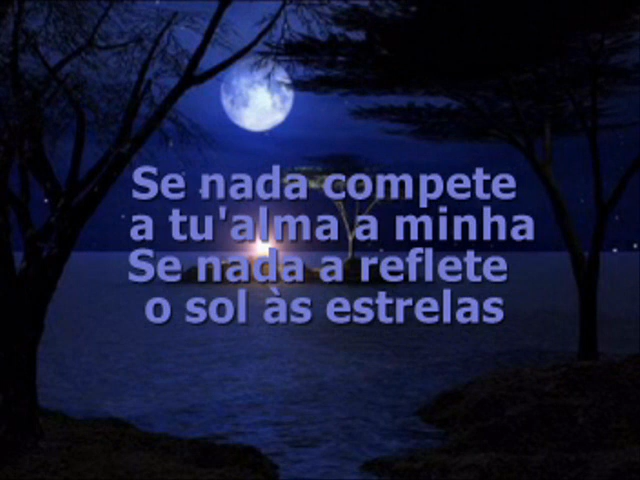 Se nada compete
a tu'alma a minha
Se nada a reflete
o sol às estrelas